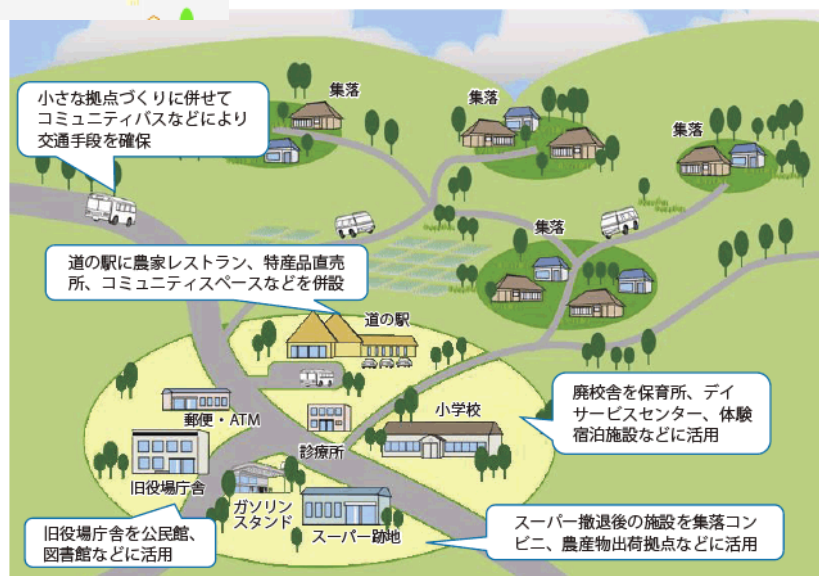 小さな拠点づくりに併せて
コミュニティバスなどにより
交通手段を確保
集落
集落
集落
集落
道の駅に農家レストラン、特産品直売
所、コミュニティスペースなどを併設
道の駅
郵便・ATM
小学校
診療所
旧役場庁舎
ガソリン
スタンド
スーパー跡地
廃校舎を保育所、デイ
サービスセンター、体験
宿泊施設などに活用
旧役場庁舎を公民館、
図書館などに活用
スーパー撤退後の施設を集落コン
ビニ、農産物出荷拠点などに活用